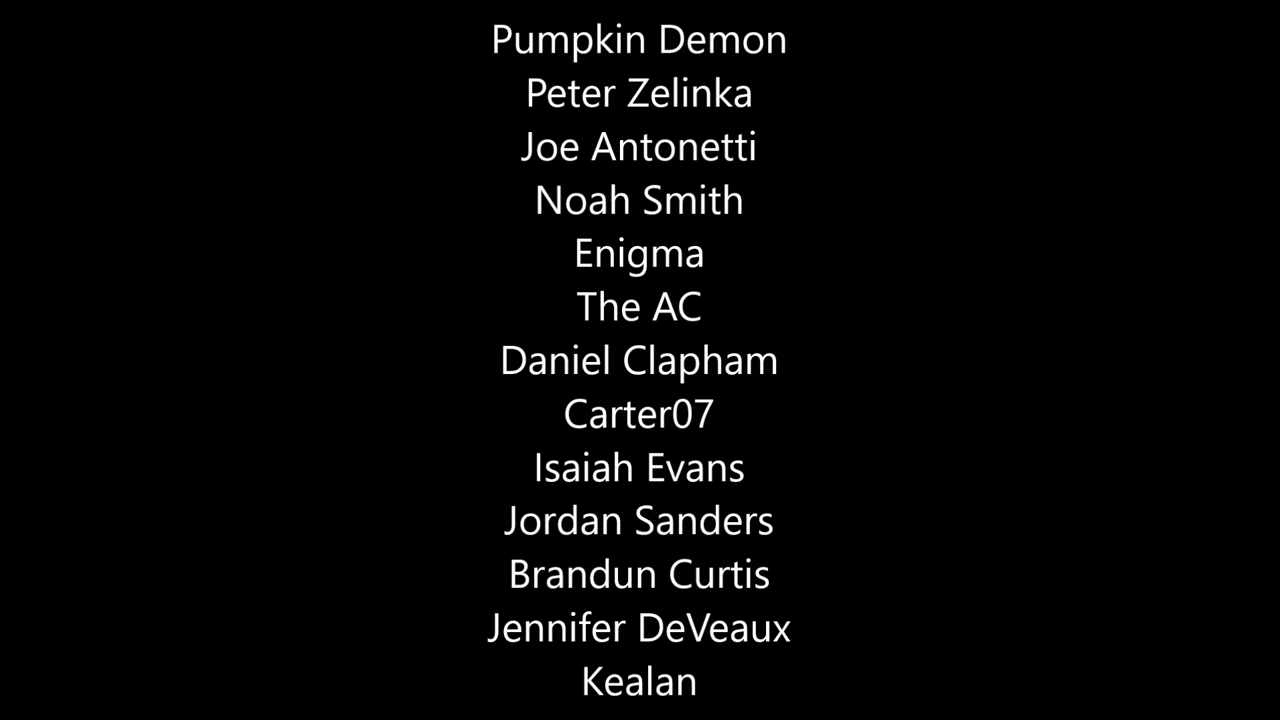 Pumpkin Demon
Peter Zelinka
Joe Antonetti
Noah Smith
Enigma
The AC
Daniel Clapham
Carter07
Isaiah Evans
Jordan Sanders
Brandun Curtis
Jennifer DeVeaux
Kealan